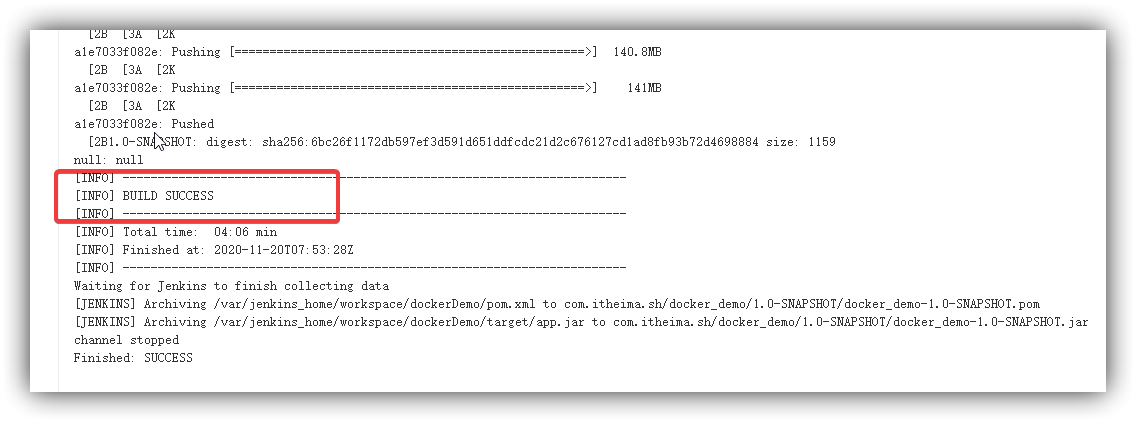 [2B  [3A  [2K
a1e7033f082e: Pushing [==================================================>]  140.8MB
[2B  [3A  [2K
a1e7033f082e: Pushing [==================================================>]    141MB
[2B  [3A  [2K
a1e7033f082e: Pushed
[2B1.0-SNAPSHOT: digest: sha256:6bc26f1172db597ef3d591d651ddfcdc21d2c676127cd1ad8fb93b72d4698884 size: 1159
null: null
[INFO] ------------------------------------------------------------------------
[INFO] BUILD SUCCESS
[INFO] ------------------------------------------------------------------------
[INFO] Total time:  04:06 min
[INFO] Finished at: 2020-11-20T07:53:28Z
[INFO] ------------------------------------------------------------------------
Waiting for Jenkins to finish collecting data
[JENKINS] Archiving /var/jenkins_home/workspace/dockerDemo/pom.xml to com.itheima.sh/docker_demo/1.0-SNAPSHOT/docker_demo-1.0-SNAPSHOT.pom
[JENKINS] Archiving /var/jenkins_home/workspace/dockerDemo/target/app.jar to com.itheima.sh/docker_demo/1.0-SNAPSHOT/docker_demo-1.0-SNAPSHOT.jar
channel stopped
Finished: SUCCESS